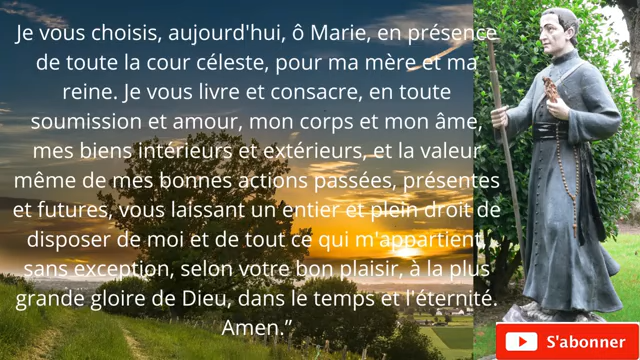 Je vous choisis, aujourd'hui, ô Marie, en présence
de toute la cour céleste, pour ma mère et ma
reine. Je vous livre et consacre, en toute
soumission et amour, mon corps et mon âme,
mes biens intérieurs et extérieurs, et la valeur
même de mes bonnes actions passées, présentes
et futures, vous laissant un entier et plein droit de
disposer de moi et de tout ce qui m'appartient,
sans exception, selon votre bon plaisir, à la plus
grande gloire de Dieu, dans le temps et l'éternité.
Amen.”
S'abonner